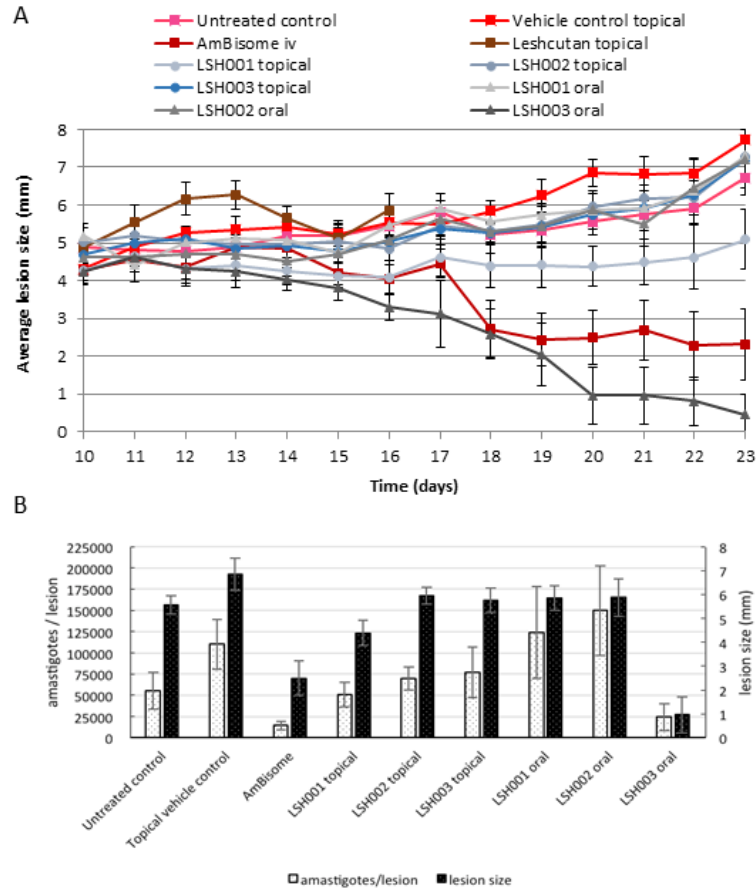 A
Untreated control Vehicle control topical
AmBisome iv Leshcutan topical
LSH001 topical LSH002 topical
LSH003 topical LSH001 oral
LSH002 oral LSH003 oral
Average lesion size (mm)
8
7
6
5
4
3
2
1
0
10 11 12 13 14 15 16 17 18 19 20 21 22 23
Time (days)
B
amastigotes / lesion
225000
200000
175000
150000
125000
100000
75000
50000
25000
0
8
7
6
5
4
3
2
1
0
lesion size (mm)
Untreated control
Topical vehicle control
AmBisome
LSH001 topical
LSH002 topical
LSH003 topical
LSH001 oral
LSH002 oral
LSH003 oral
amastigotes/lesion lesion size